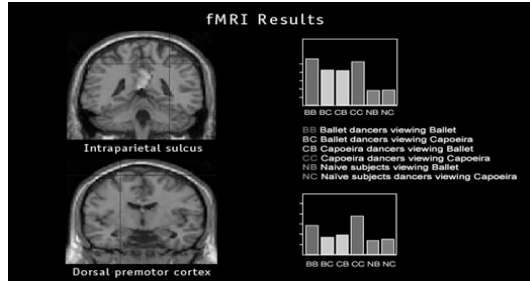 fMRI Results
Intraparietal sulcus
BB BC CB CC NB NC
BB Ballet dancers viewing Ballet
BC Ballet dancers viewing Capoeira
CB Capoeira dancers viewing Ballet
CC Capoeira dancers viewing Capoeira
NB Naive subjects viewing Ballet
NC Naïve subjects dancers viewing Capoeira
Dorsal premotor cortex
BB BC CB CC NB NC